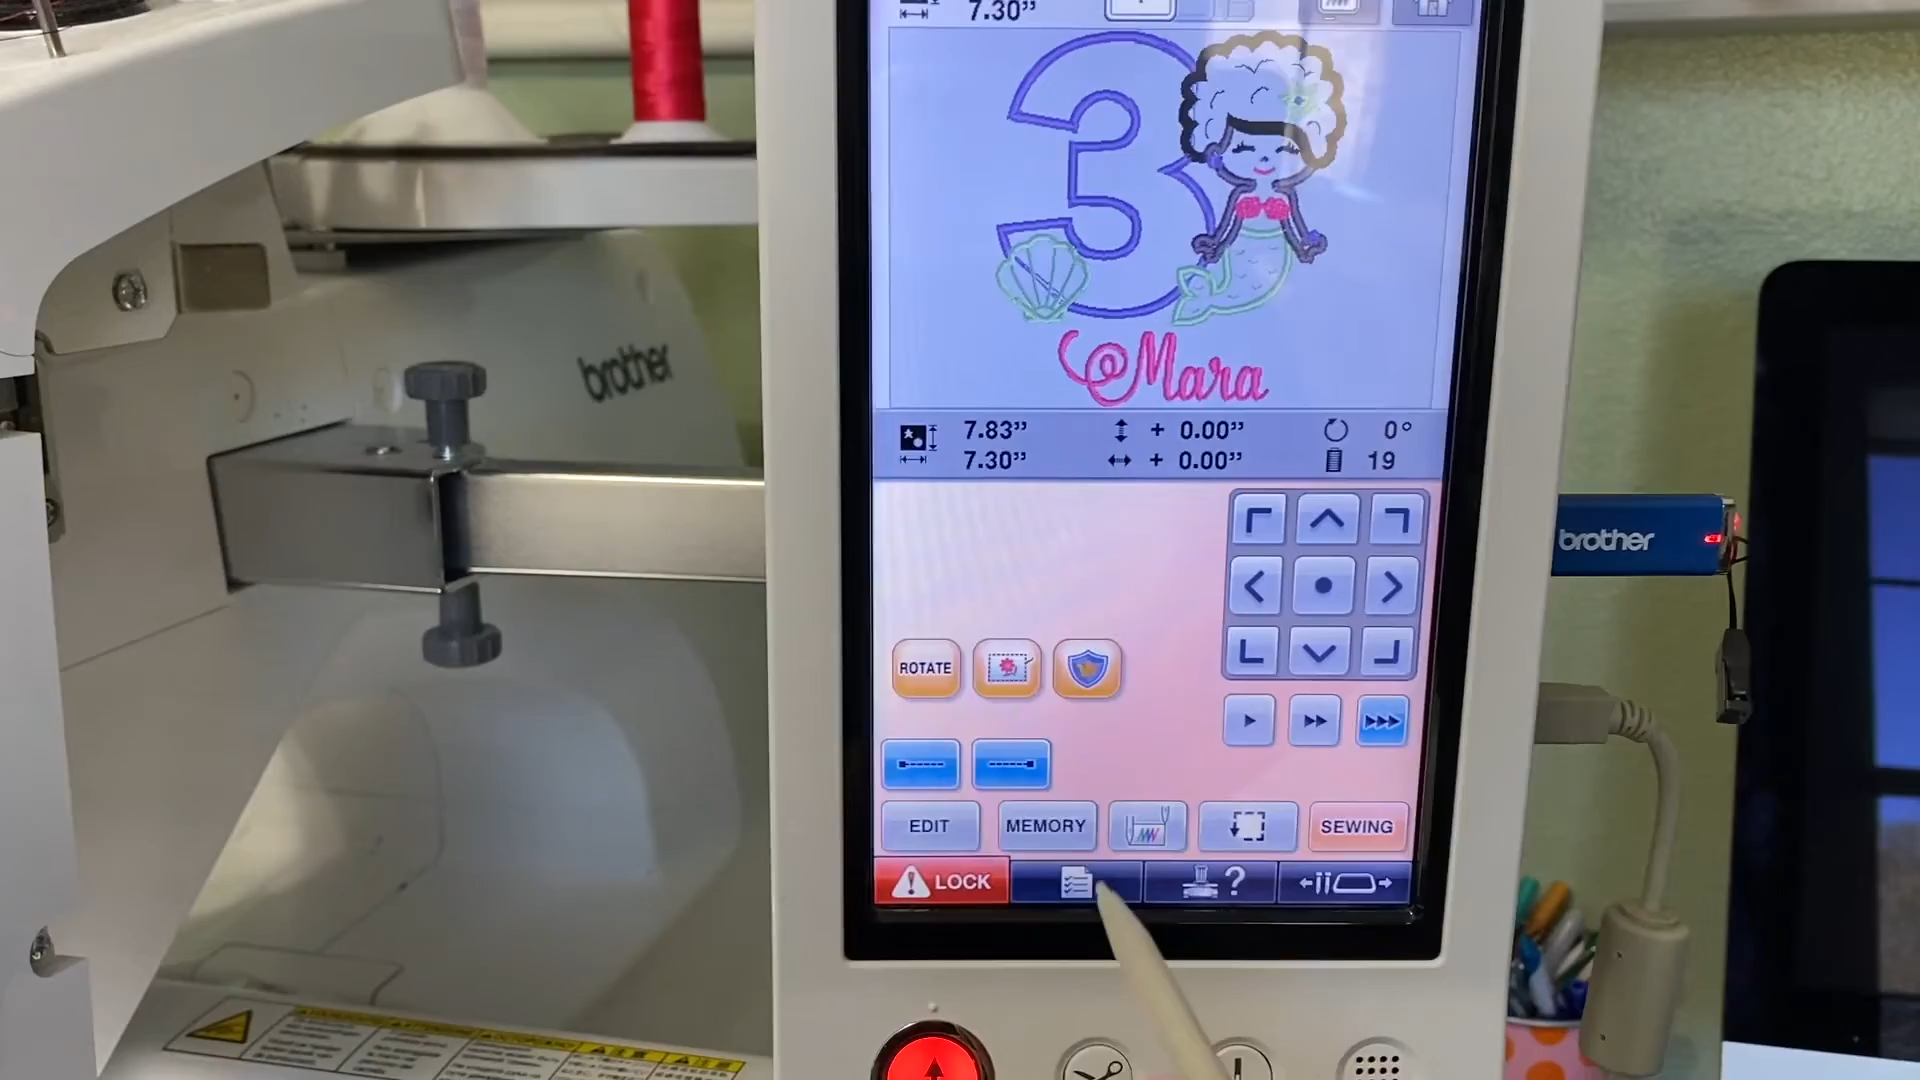 7.30”
3
Mara
brother
7.83” + 0.00” 0°
7.30” + 0.00” 19
brother
ROTATE
EDIT MEMORY SEWING
LOCK ?